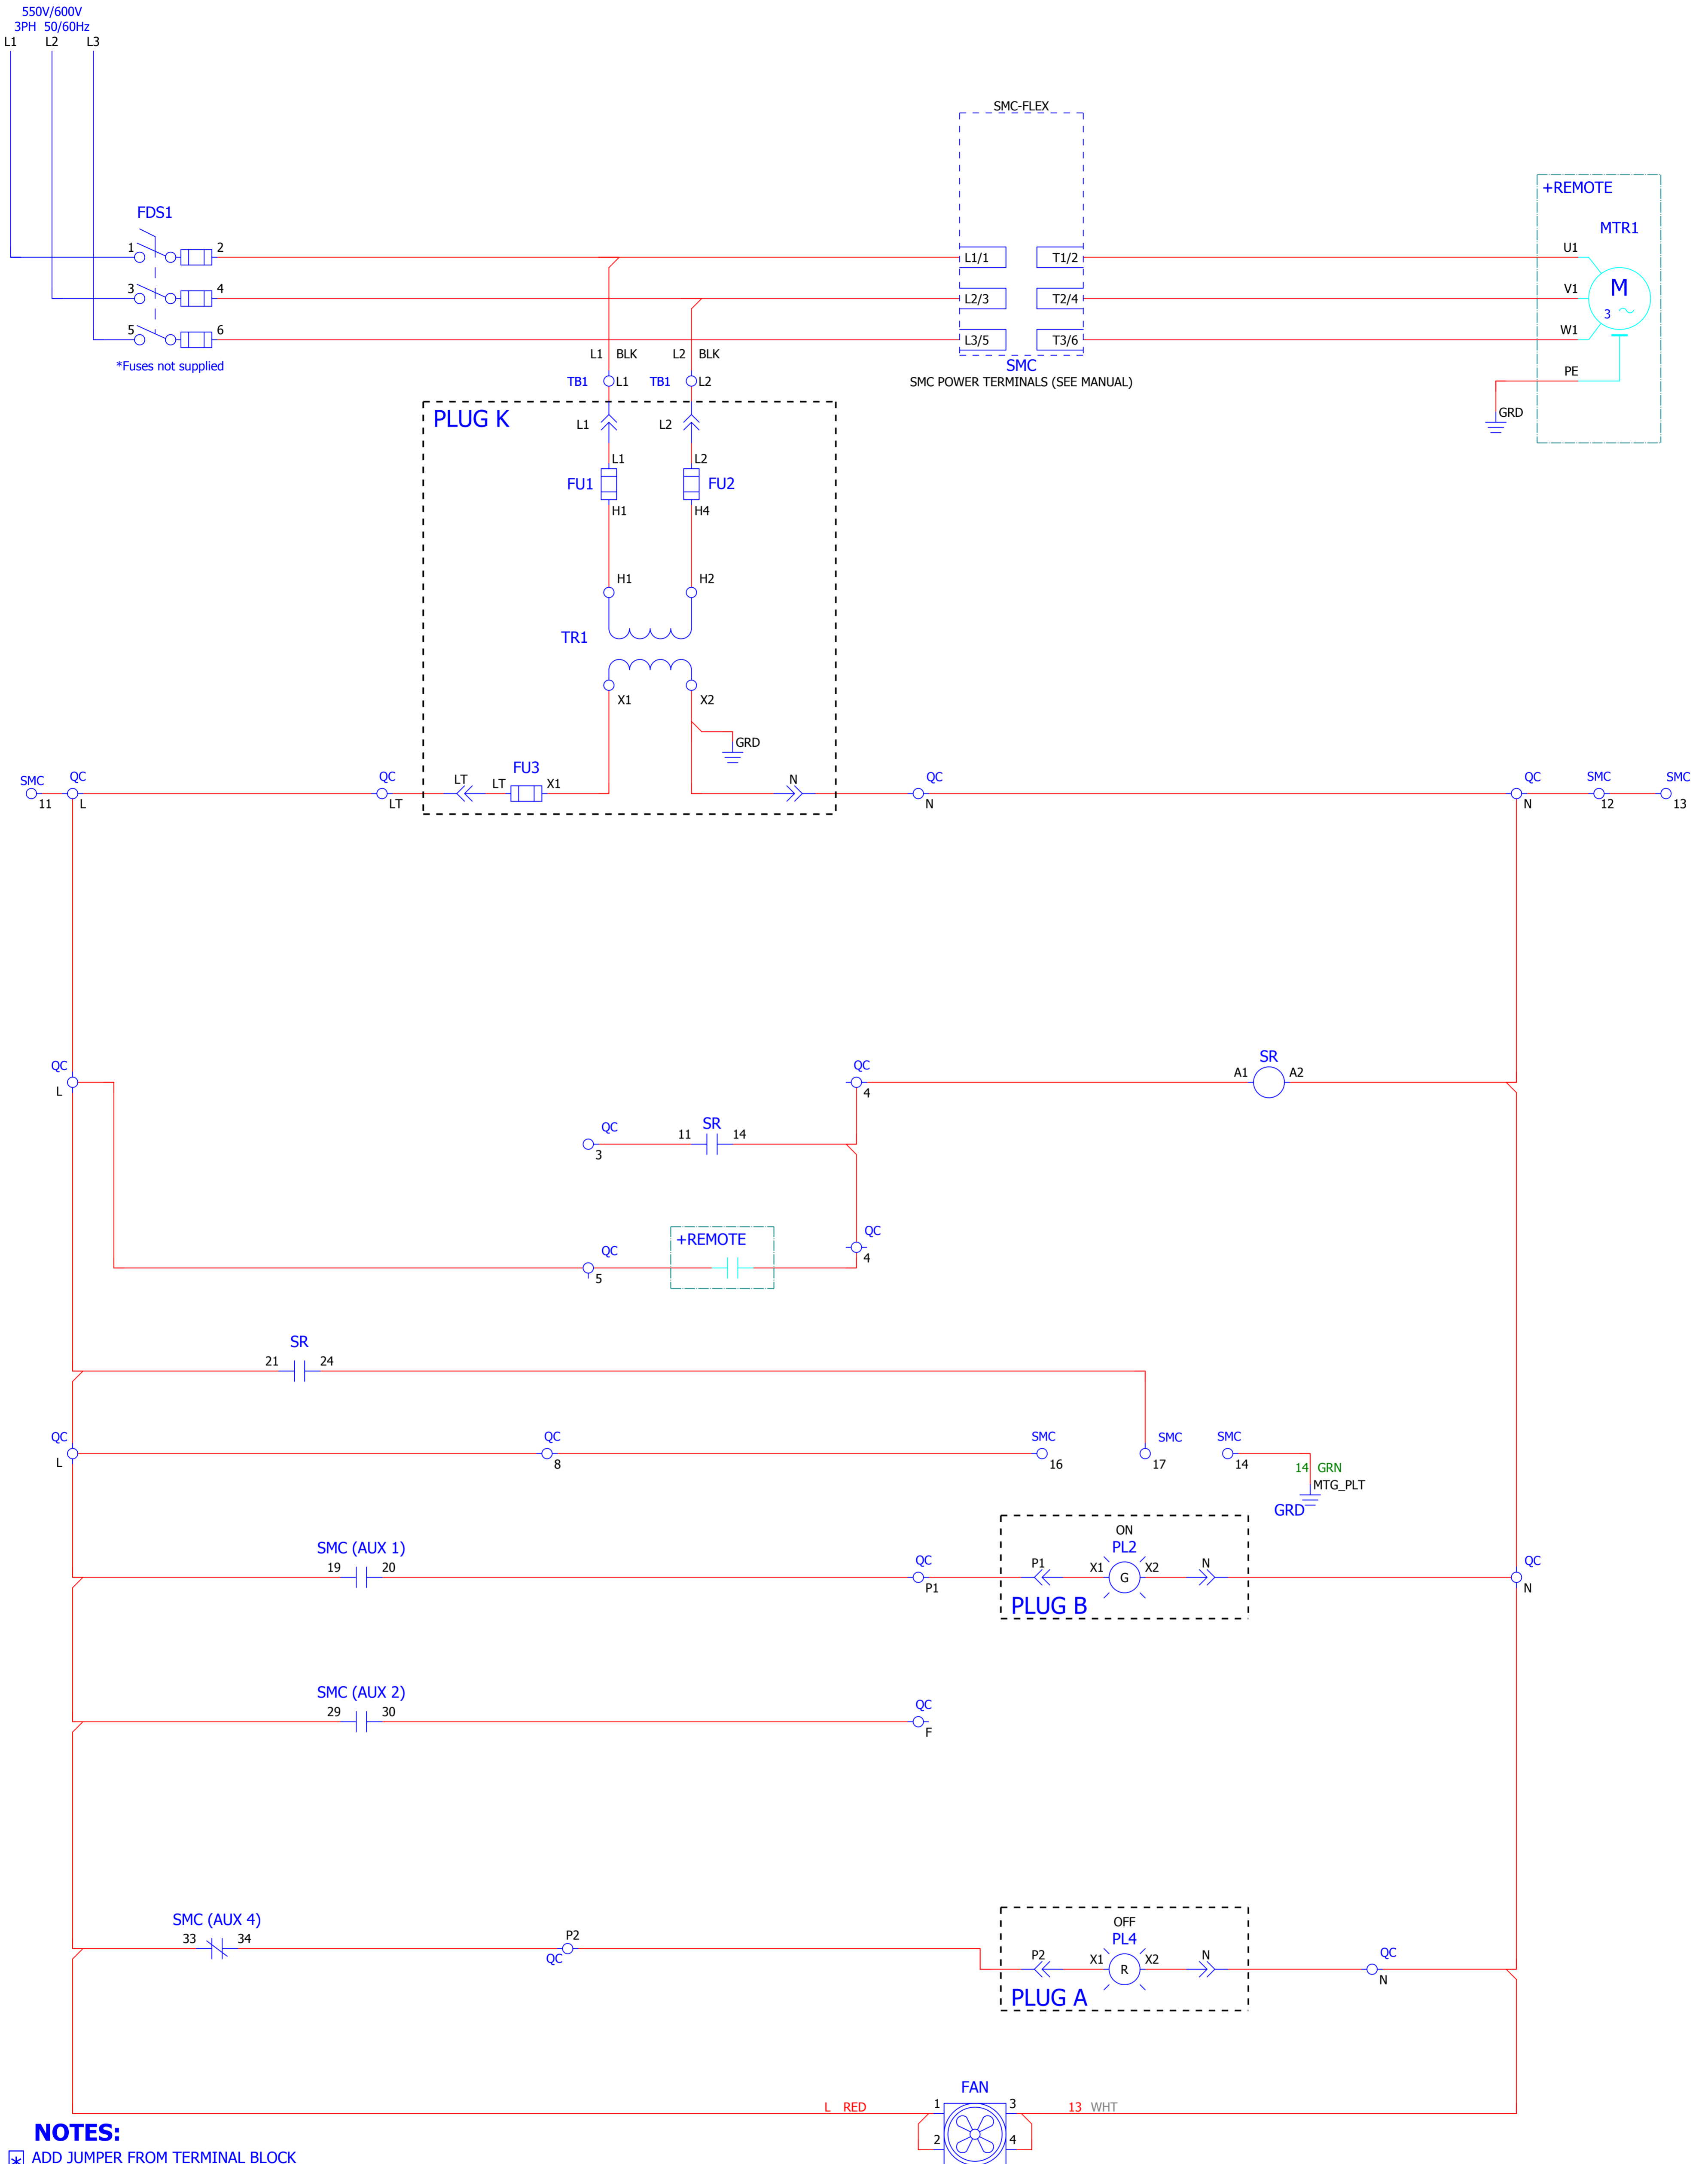 550V/600V
3PH 50/60Hz
L1 L2 L3
SMC-FLEX
+REMOTE
MTR1
FDS1
1 2
L1/1 T1/2
U1
3 4
L2/3 T2/4
V1
M
3
5 6
L3/5 T3/6
W1
*Fuses not supplied
SMC
SMC POWER TERMINALS (SEE MANUAL)
PE
GRD
L1 BLK L2 BLK
TB1 L1 TB1 L2
PLUG K
L1 L2
L1 L2
FU1 FU2
H1 H4
H1 H2
TR1
X1 X2
GRD
SMC QC QC LT LT FU3 X1 N QC QC SMC SMC
11 L LT N N 12 13
QC QC SR
L 4 A1 A2
QC 11 SR 14
3
QC +REMOTE QC
5 4
SR
21 24
QC QC SMC SMC SMC
L 8 16 17 14
14 GRN
MTG_PLT
GRD
SMC (AUX 1)
19 20
QC
P1
ON
PL2
P1 X1 G X2 N
PLUG B
QC
N
SMC (AUX 2)
29 30
QC
F
SMC (AUX 4)
33 34
P2
QC
OFF
PL4
P2 X1 R X2 N
PLUG A
QC
N
FAN
L RED 1 3 13 WHT
2 4
NOTES:
* ADD JUMPER FROM TERMINAL BLOCK